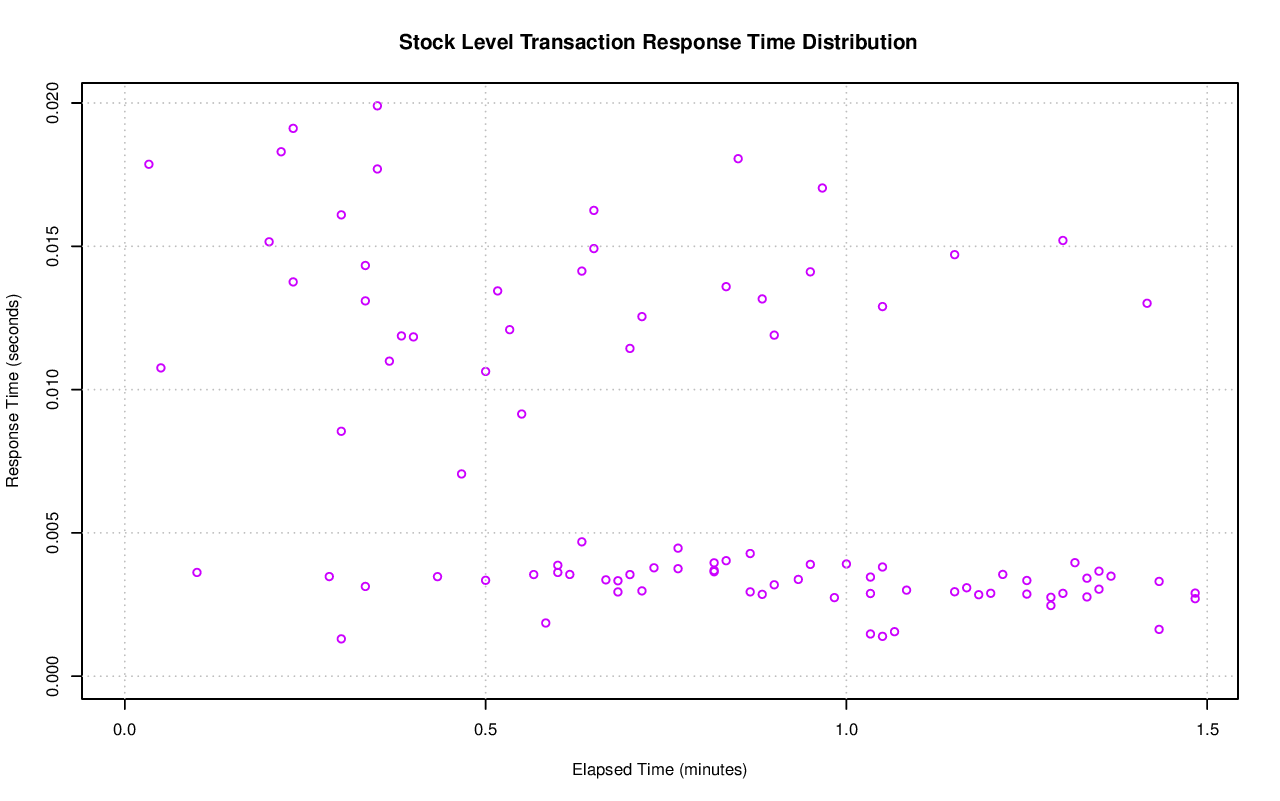 Stock Level Transaction Response Time Distribution
Response Time (seconds)
0.020
0.015
0.010
0.005
0.000
0.0 0.5 1.0 1.5
Elapsed Time (minutes)